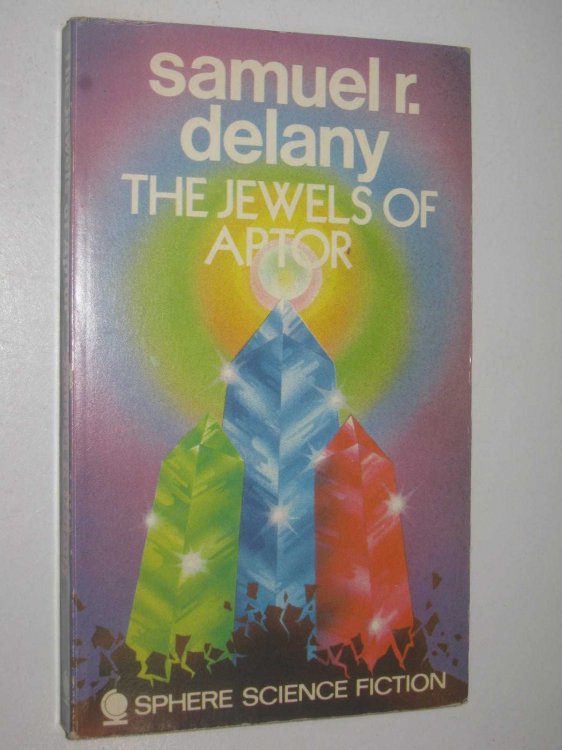 samuel r.
delany
THE JEWELS OF
APTOR
SPHERE SCIENCE FICTION